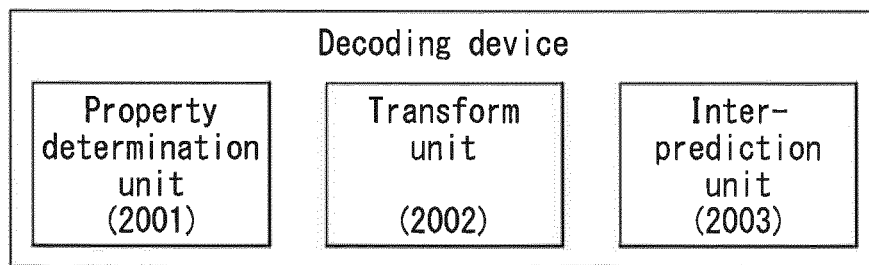 Decoding device
Property
determination
unit
(2001)
Transform
unit
(2002)
Inter-
prediction
unit
(2003)